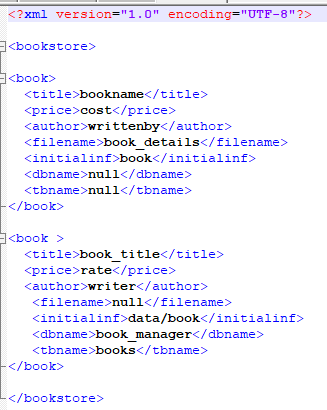 <?xml version="1.0" encoding="UTF-8"?>
<bookstore>
<book>
<title>bookname</title>
<price>cost</price>
<author>writtenby</author>
<filename>book_details</filename>
<initialinf>book</initialinf>
<dbname>null</dbname>
<tbname>null</tbname>
</book>
<book >
<title>book_title</title>
<price>rate</price>
<author>writer</author>
<filename>null</filename>
<initialinf>data/book</initialinf>
<dbname>book_manager</dbname>
<tbname>books</tbname>
</book>
</bookstore>